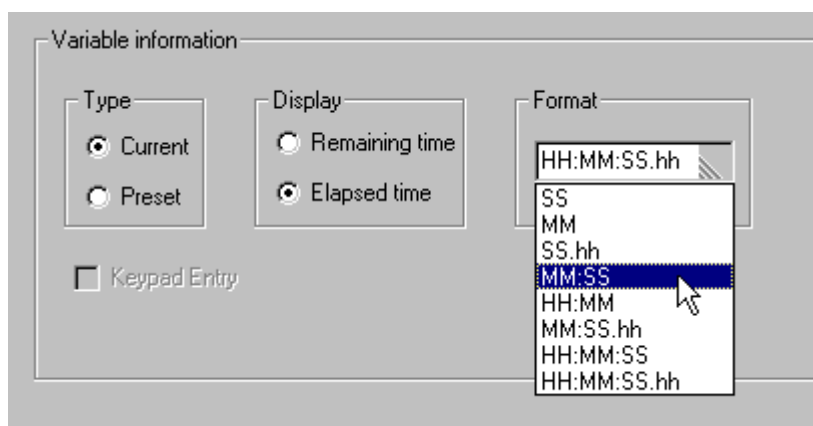 Variable information
Type
Display
Format
Current
Remaining time
HH:MM:SS.hh
Preset
Elapsed time
SS
MM
SS.hh
MM:SS
HH:MM
MM:SS.hh
HH:MM:SS
HH:MM:SS.hh
Keypad Entry